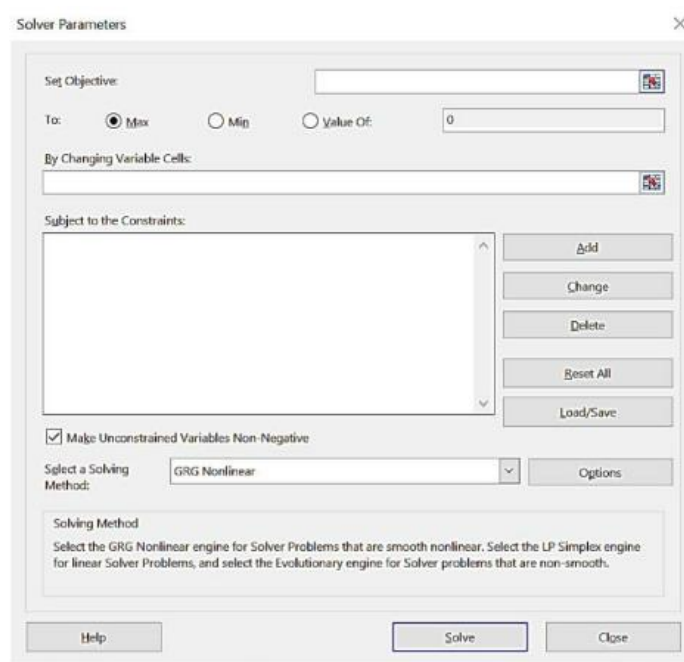 Solver Parameters
Set Objective:
To:
Max
Min
Value Of:
0
By Changing Variable Cells:
Subject to the Constraints:
Add
Change
Delete
Reset All
Load/Save
Make Unconstrained Variables Non-Negative
Select a Solving
Method:
GRG Nonlinear
Options
Solving Method
Select the GRG Nonlinear engine for Solver Problems that are smooth nonlinear. Select the LP Simplex engine
for linear Solver Problems, and select the Evolutionary engine for Solver problems that are non-smooth.
Help
Solve
Close